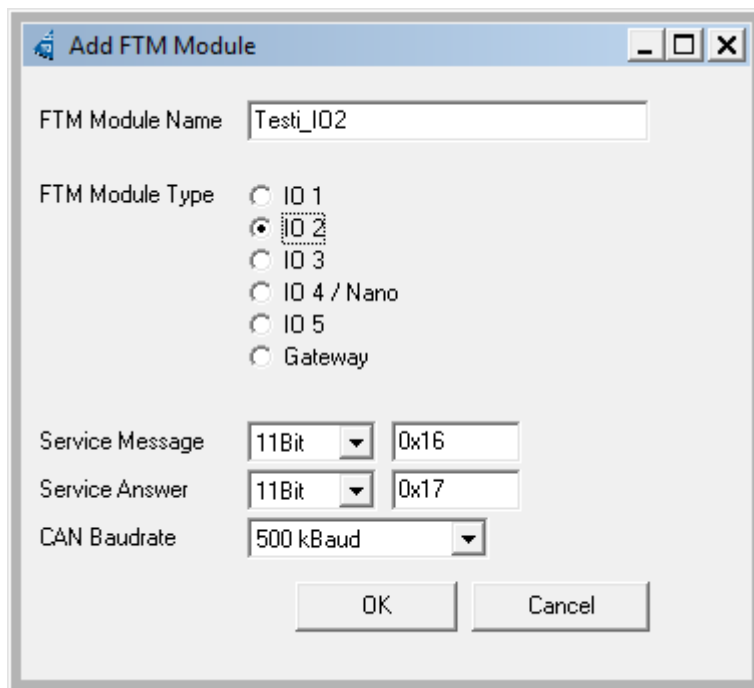 Add FTM Module
FTM Module Name Testi_IO2
FTM Module Type IO 1
IO 2
IO 3
IO 4 / Nano
IO 5
Gateway
Service Message 11Bit 0x16
Service Answer 11Bit 0x17
CAN Baudrate 500 kBaud
OK Cancel